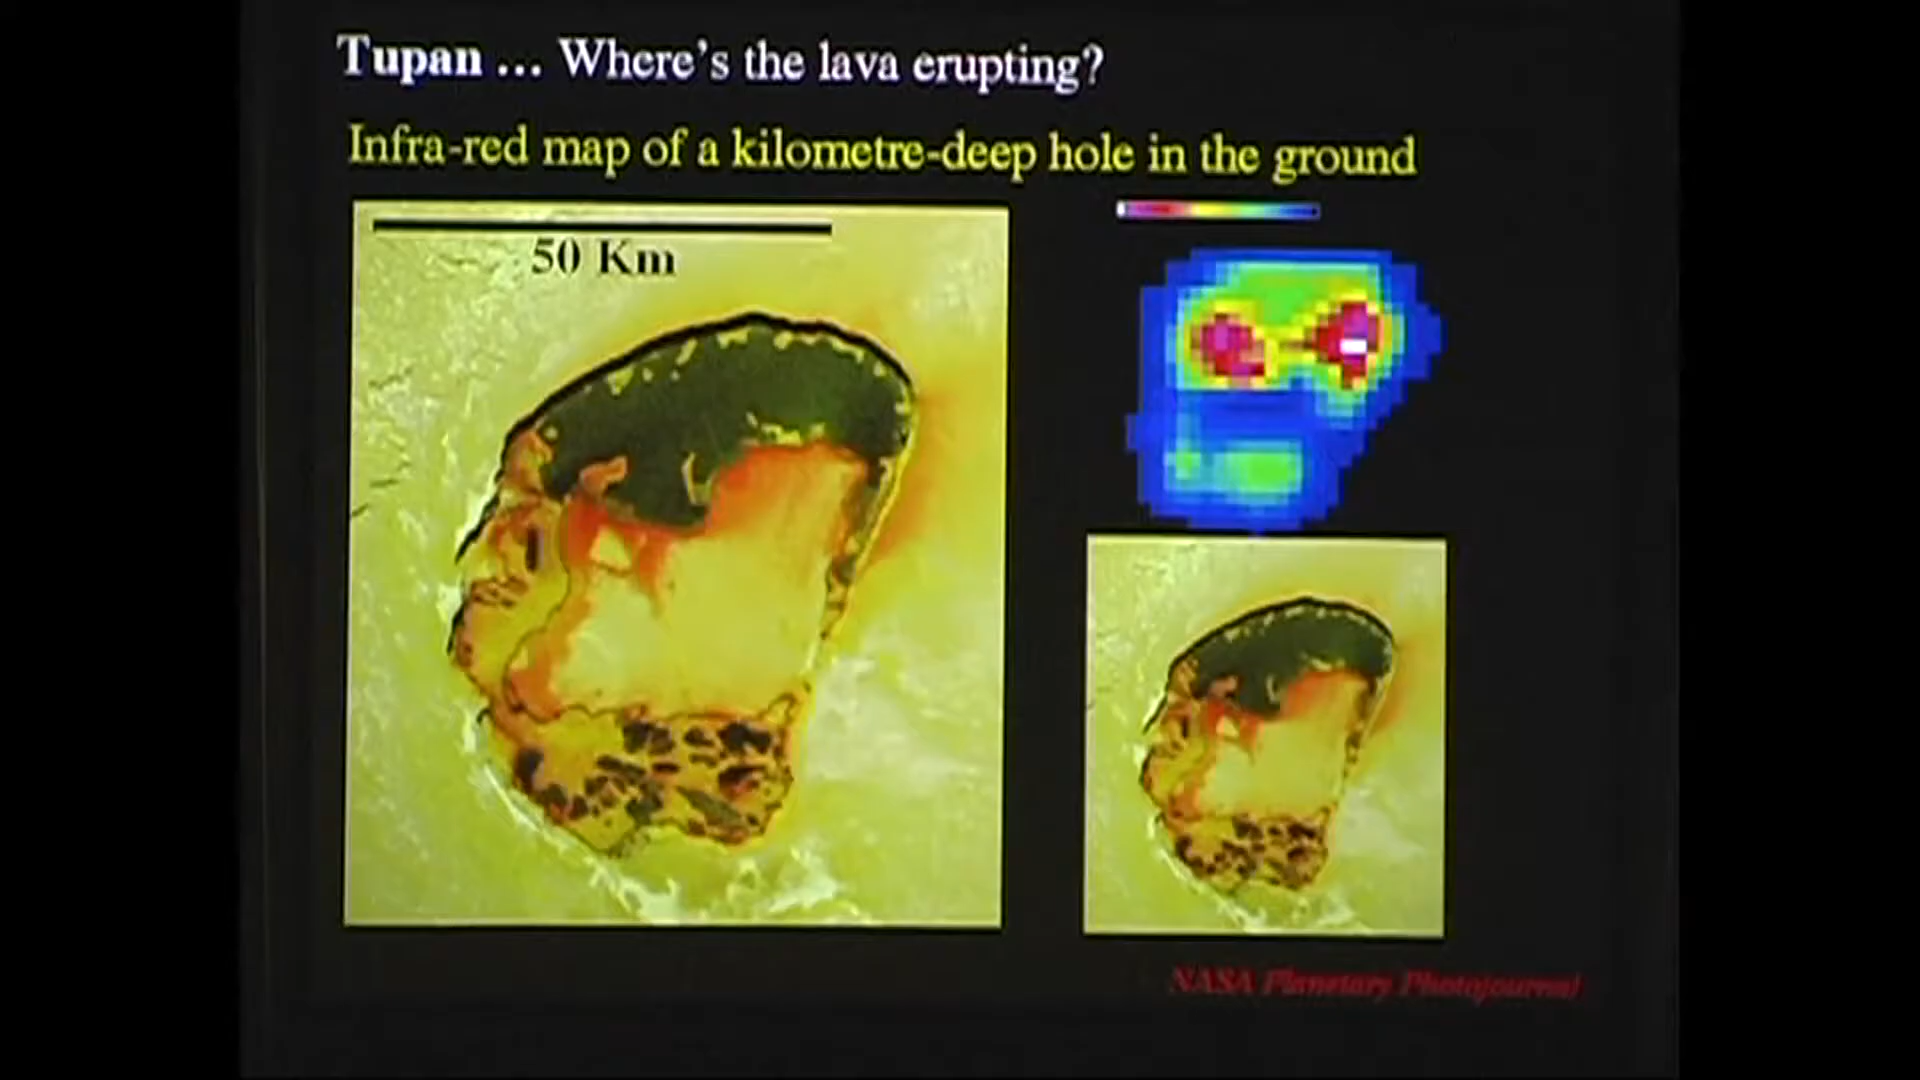 Tupan ... Where's the lava erupting?
Infra-red map of a kilometre-deep hole in the ground
50 Km
NASA Planetary Photojournal